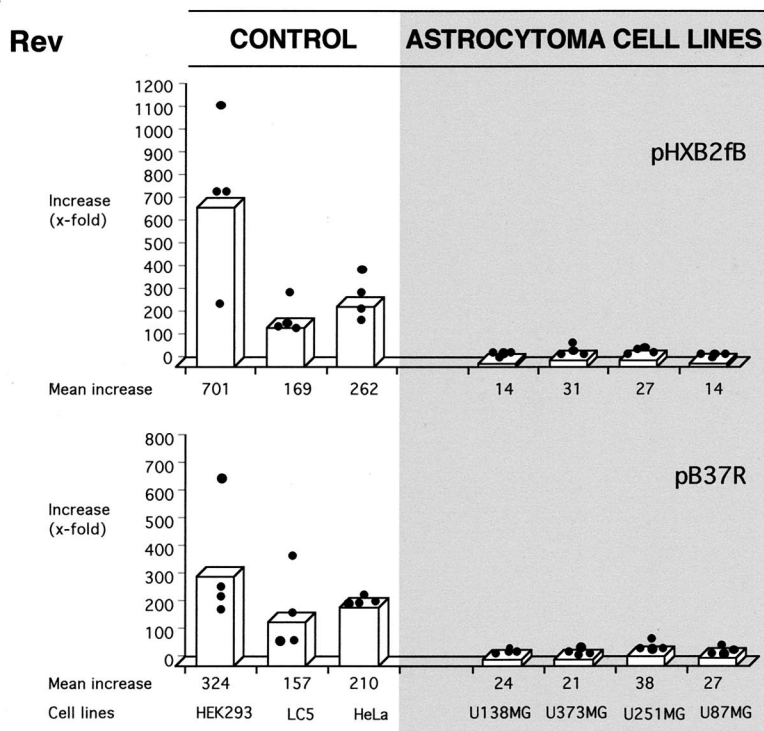 Rev CONTROL ASTROCYTOMA CELL LINES
pHXB2fB
Increase
(x-fold)
1200
1100
1000
900
800
700
600
500
400
300
200
100
0
Mean increase 701 169 262 14 31 27 14
pB37R
Increase
(x-fold)
800
700
600
500
400
300
200
100
0
Mean increase 324 157 210 24 21 38 27
Cell lines HEK293 LC5 HeLa U138MG U373MG U251MG U87MG